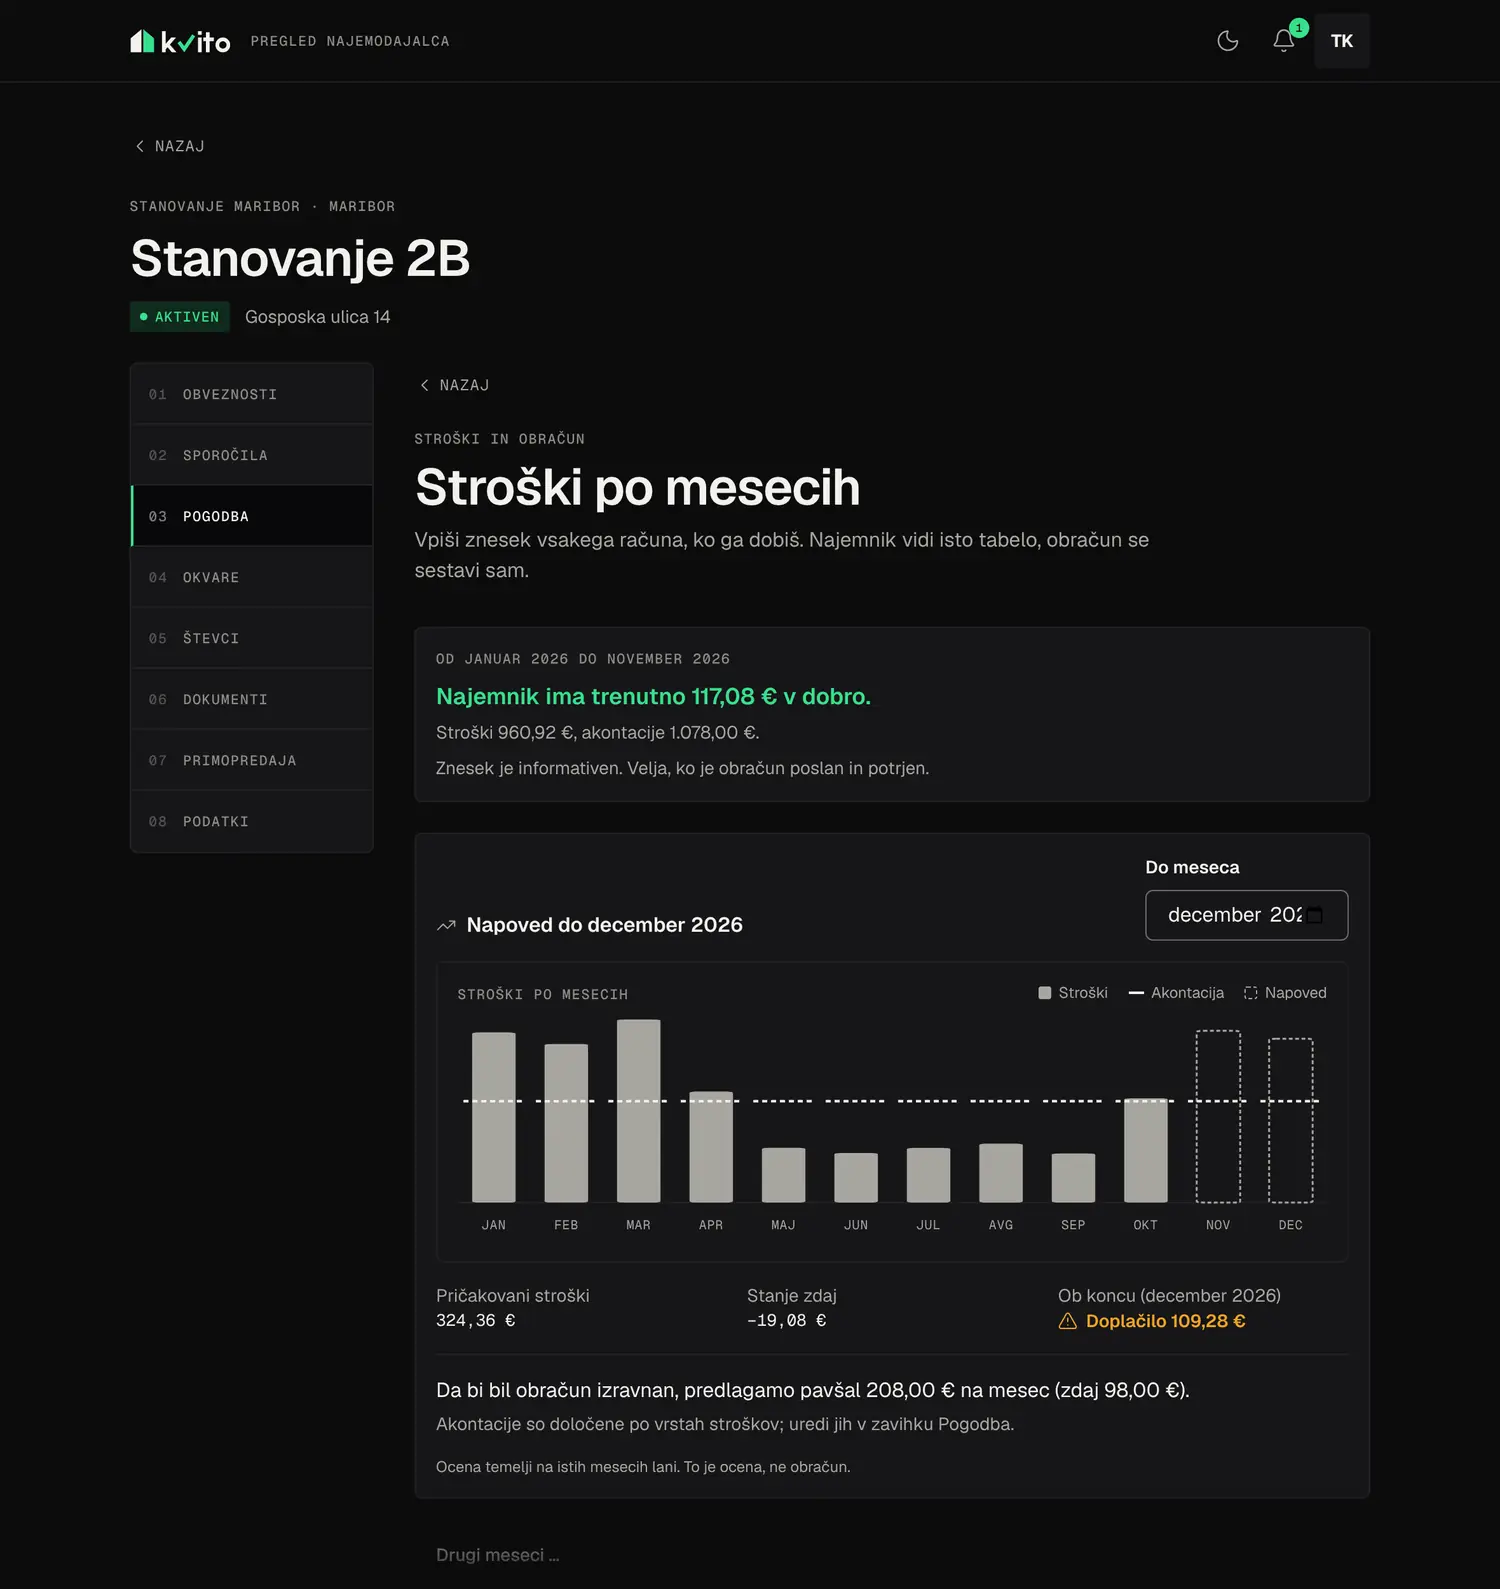 kvito PREGLED NAJEMODAJALCA
1
TK
NAZAJ
STANOVANJE MARIBOR · MARIBOR
Stanovanje 2B
AKTIVEN
Gosposka ulica 14
01 OBVEZNOSTI
02 SPOROČILA
03 POGODBA
04 OKVARE
05 ŠTEVCI
06 DOKUMENTI
07 PRIMOPREDAJA
08 PODATKI
NAZAJ
STROŠKI IN OBRAČUN
Stroški po mesecih
Vpiši znesek vsakega računa, ko ga dobiš. Najemnik vidi isto tabelo, obračun se
sestavi sam.
OD JANUAR 2026 DO NOVEMBER 2026
Najemnik ima trenutno 117,08 € v dobro.
Stroški 960,92 €, akontacije 1.078,00 €.
Znesek je informativen. Velja, ko je obračun poslan in potrjen.
Do meseca
december 202
Napoved do december 2026
STROŠKI PO MESECIH
Stroški
Akontacija
Napoved
JAN FEB MAR APR MAJ JUN JUL AVG SEP OKT NOV DEC
Pričakovani stroški
324,36 €
Stanje zdaj
−19,08 €
Ob koncu (december 2026)
Doplačilo 109,28 €
Da bi bil obračun izravnan, predlagamo pavšal 208,00 € na mesec (zdaj 98,00 €).
Akontacije so določene po vrstah stroškov; uredi jih v zavihku Pogodba.
Ocena temelji na istih mesecih lani. To je ocena, ne obračun.
Drugi meseci ...